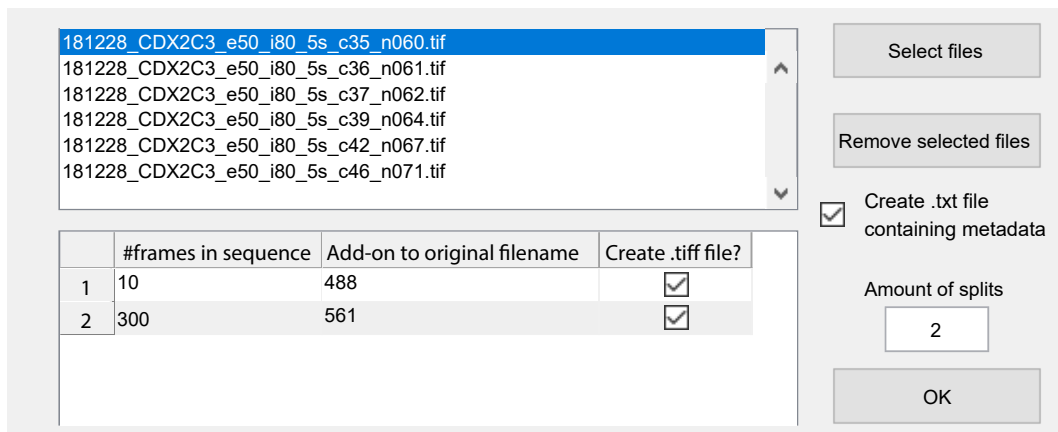 181228_CDX2C3_e50_i80_5s_c35_n060.tif
181228_CDX2C3_e50_i80_5s_c36_n061.tif
181228_CDX2C3_e50_i80_5s_c37_n062.tif
181228_CDX2C3_e50_i80_5s_c39_n064.tif
181228_CDX2C3_e50_i80_5s_c42_n067.tif
181228_CDX2C3_e50_i80_5s_c46_n071.tif
Select files
Remove selected files
Create .txt file
containing metadata
#frames in sequence Add-on to original filename Create .tiff file?
1 10 488
2 300 561
Amount of splits
2
OK